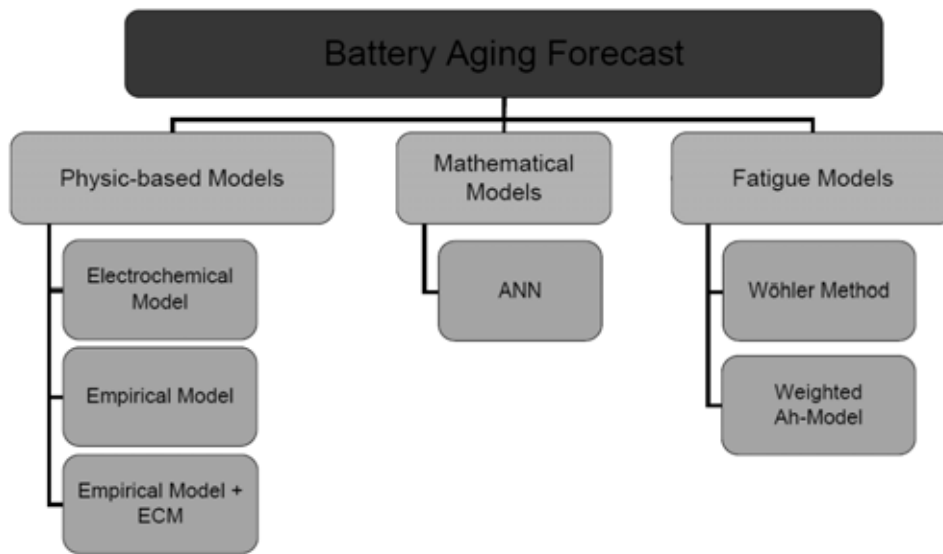 Battery Aging Forecast
Physic-based Models
Mathematical
Models
Fatigue Models
Electrochemical
Model
ANN
Wöhler Method
Empirical Model
Weighted
Ah-Model
Empirical Model +
ECM